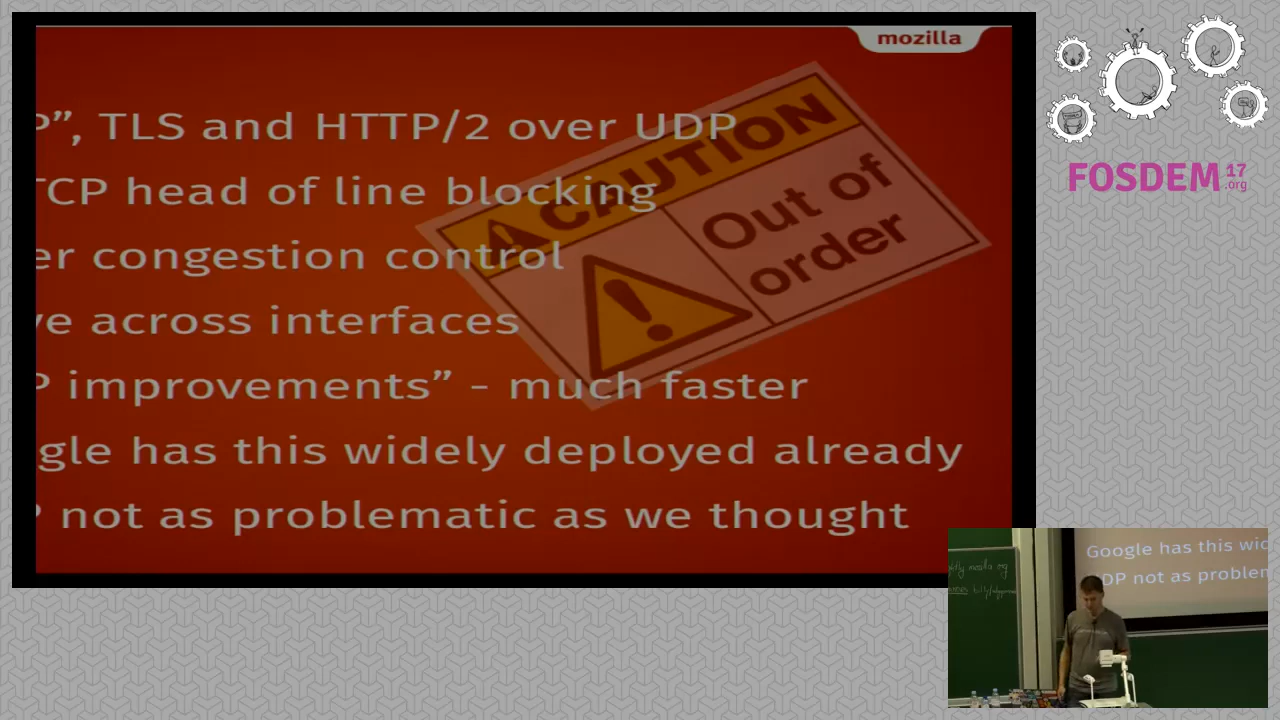 mozilla
P”, TLS and HTTP/2 over UDP
TCP head of line blocking
er congestion control
ve across interfaces
P improvements” - much faster
gle has this widely deployed already
P not as problematic as we thought
CAUTION
Out of
order
FOSDEM 17
.org
Google has this wid
UDP not as problem